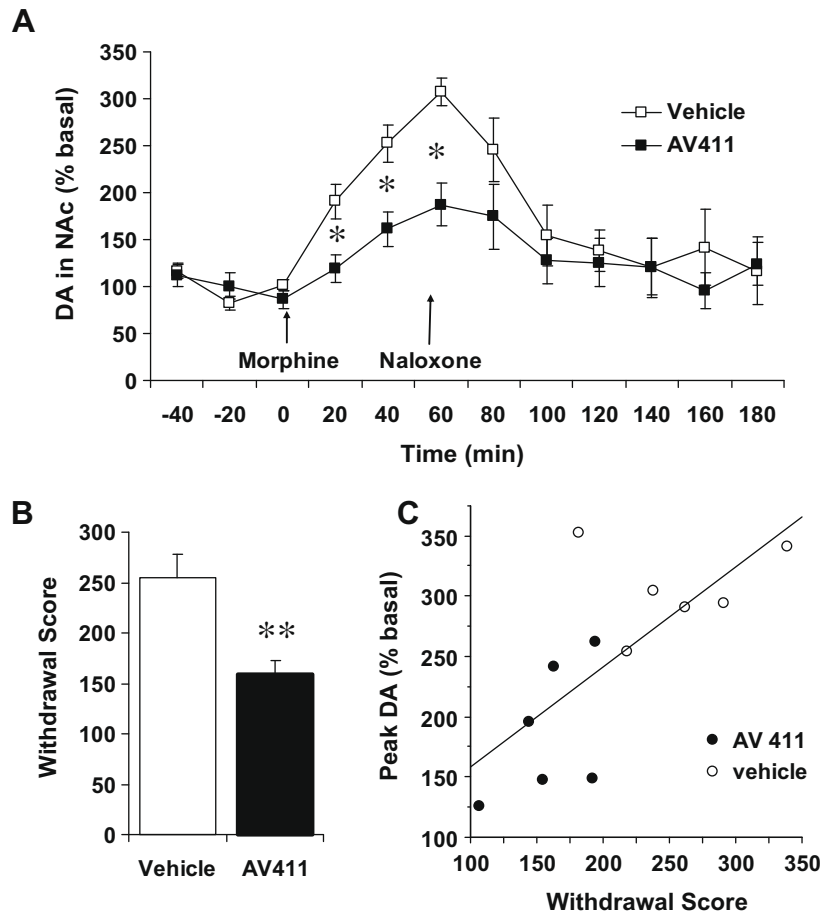 A
DA in NAc (% basal)
350
300
250
200
150
100
50
0
Vehicle
AV411
*
*
*
Morphine
Naloxone
-40 -20 0 20 40 60 80 100 120 140 160 180
Time (min)
B
Withdrawal Score
300
250
200
150
100
50
0
**
Vehicle AV411
C
Peak DA (% basal)
350
300
250
200
150
100
AV 411
vehicle
100 150 200 250 300 350
Withdrawal Score